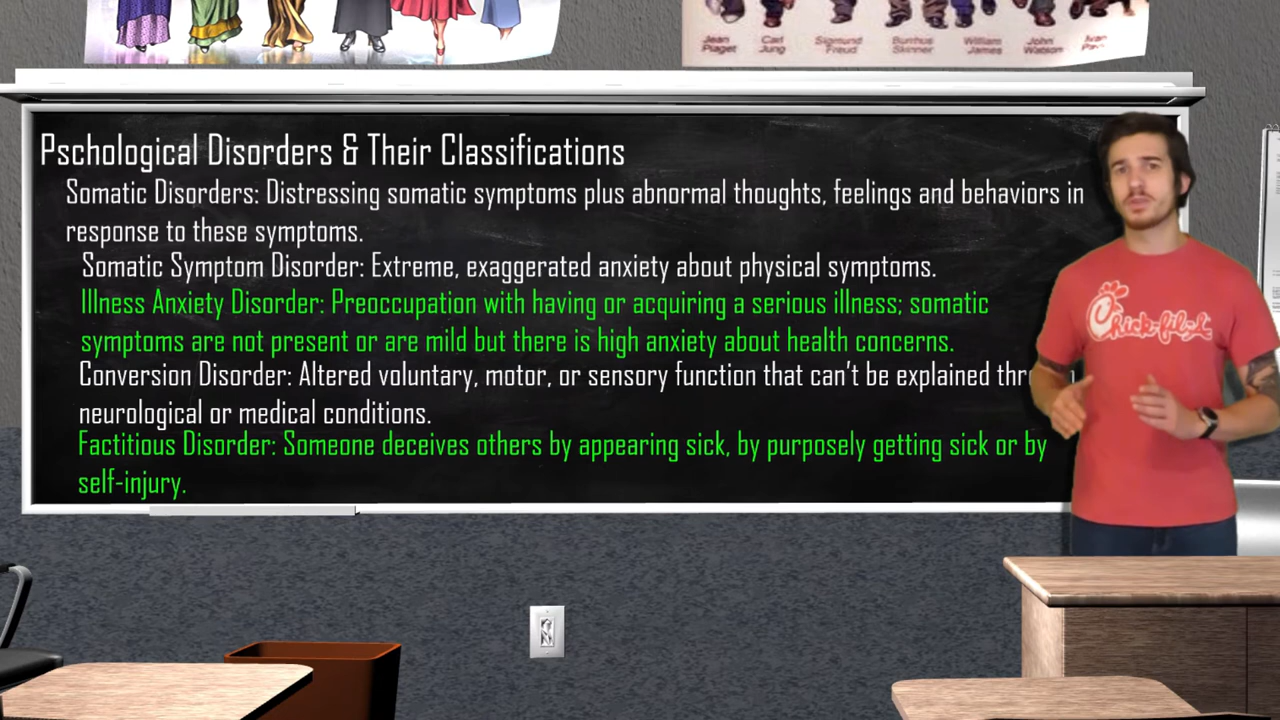 Jean Carl Sigmund Burrhus William John Ivan
Piaget Jung Freud Skinner James Watson
Pschological Disorders & Their Classifications
Somatic Disorders: Distressing somatic symptoms plus abnormal thoughts, feelings and behaviors in
response to these symptoms.
Somatic Symptom Disorder: Extreme, exaggerated anxiety about physical symptoms.
Illness Anxiety Disorder: Preoccupation with having or acquiring a serious illness; somatic
symptoms are not present or are mild but there is high anxiety about health concerns.
Conversion Disorder: Altered voluntary, motor, or sensory function that can't be explained
neurological or medical conditions.
Factitious Disorder: Someone deceives others by appearing sick, by purposely getting sick or by
self-injury.
Chick-fil-A